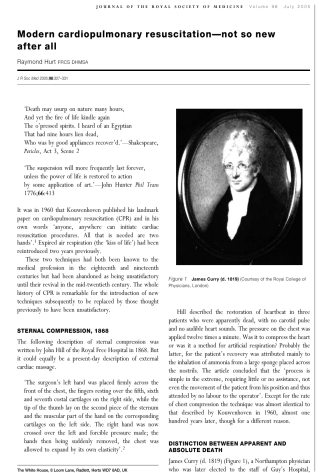 JOURNAL OF THE ROYAL SOCIETY OF MEDICINE Volume 98 July 2005
Modern cardiopulmonary resuscitation—not so new
after all
Raymond Hurt FRCS DHMSA
J R Soc Med 2005;98:327–331
‘Death may usurp on nature many hours,
And yet the fire of life kindle again
The o’pressed spirits. I heard of an Egyptian
That had nine hours lien dead,
Who was by good appliances recover’d.’—Shakespeare,
Pericles, Act 3, Scene 2
‘The suspension will more frequently last forever,
unless the power of life is restored to action
by some application of art.’—John Hunter Phil Trans
1776;66:413
It was in 1960 that Kouwenhoven published his landmark
paper on cardiopulmonary resuscitation (CPR) and in his
own words ‘anyone, anywhere can initiate cardiac
resuscitation procedures. All that is needed are two
hands’.1 Expired air respiration (the ‘kiss of life’) had been
reintroduced two years previously.
These two techniques had both been known to the
medical profession in the eighteenth and nineteenth
centuries but had been abandoned as being unsatisfactory
until their revival in the mid-twentieth century. The whole
history of CPR is remarkable for the introduction of new
techniques subsequently to be replaced by those thought
previously to have been unsatisfactory.
EXTERNAL COMPRESSION, 1868
The following description of external compression was
written by John Hill of the Royal Free Hospital in 1868. But
it could equally be a present-day description of external
cardiac massage.
‘The surgeon’s left hand was placed firmly across the
front of the chest, the fingers resting over the fifth, sixth
and seventh costal cartilages on the right side, while the
tip of the thumb lay on the second piece of the sternum
and the muscular part of the hand on the corresponding
cartilages on the left side. The right hand was now
crossed over the left and forcible pressure made; the
hands then being suddenly removed, the chest was
allowed to expand by its own elasticity’.2
The White House, 8 Loom Lane, Radlett, Herts WD7 8AD, UK
Figure 1 James Curry (d. 1819) (Courtesy of the Royal College of
Physicians, London)
Hill described the restoration of heartbeat in three
patients who were apparently dead, with no carotid pulse
and no audible heart sounds. The pressure on the chest was
applied twelve times a minute. Was it to compress the heart
or was it a method for artificial respiration? Probably the
latter, for the patient’s recovery was attributed mainly to
the inhalation of chloroform from a large sponge placed across
the nostrils. The article concluded that the ‘process is
simple in the extreme, requiring little or no assistance, not
even the movement of the patient from his position and thus
attended by no labour to the operator’. Except for the rate
of chest compression the technique was almost identical to
that described by Kouwenhoven in 1960, almost one
hundred years later, though for a different reason.
DISTINCTION BETWEEN APPARENT AND
ABSOLUTE DEATH
James Curry (d. 1819) (Figure 1), a Northampton physician
who was later elected to the staff of Guy’s Hospital,